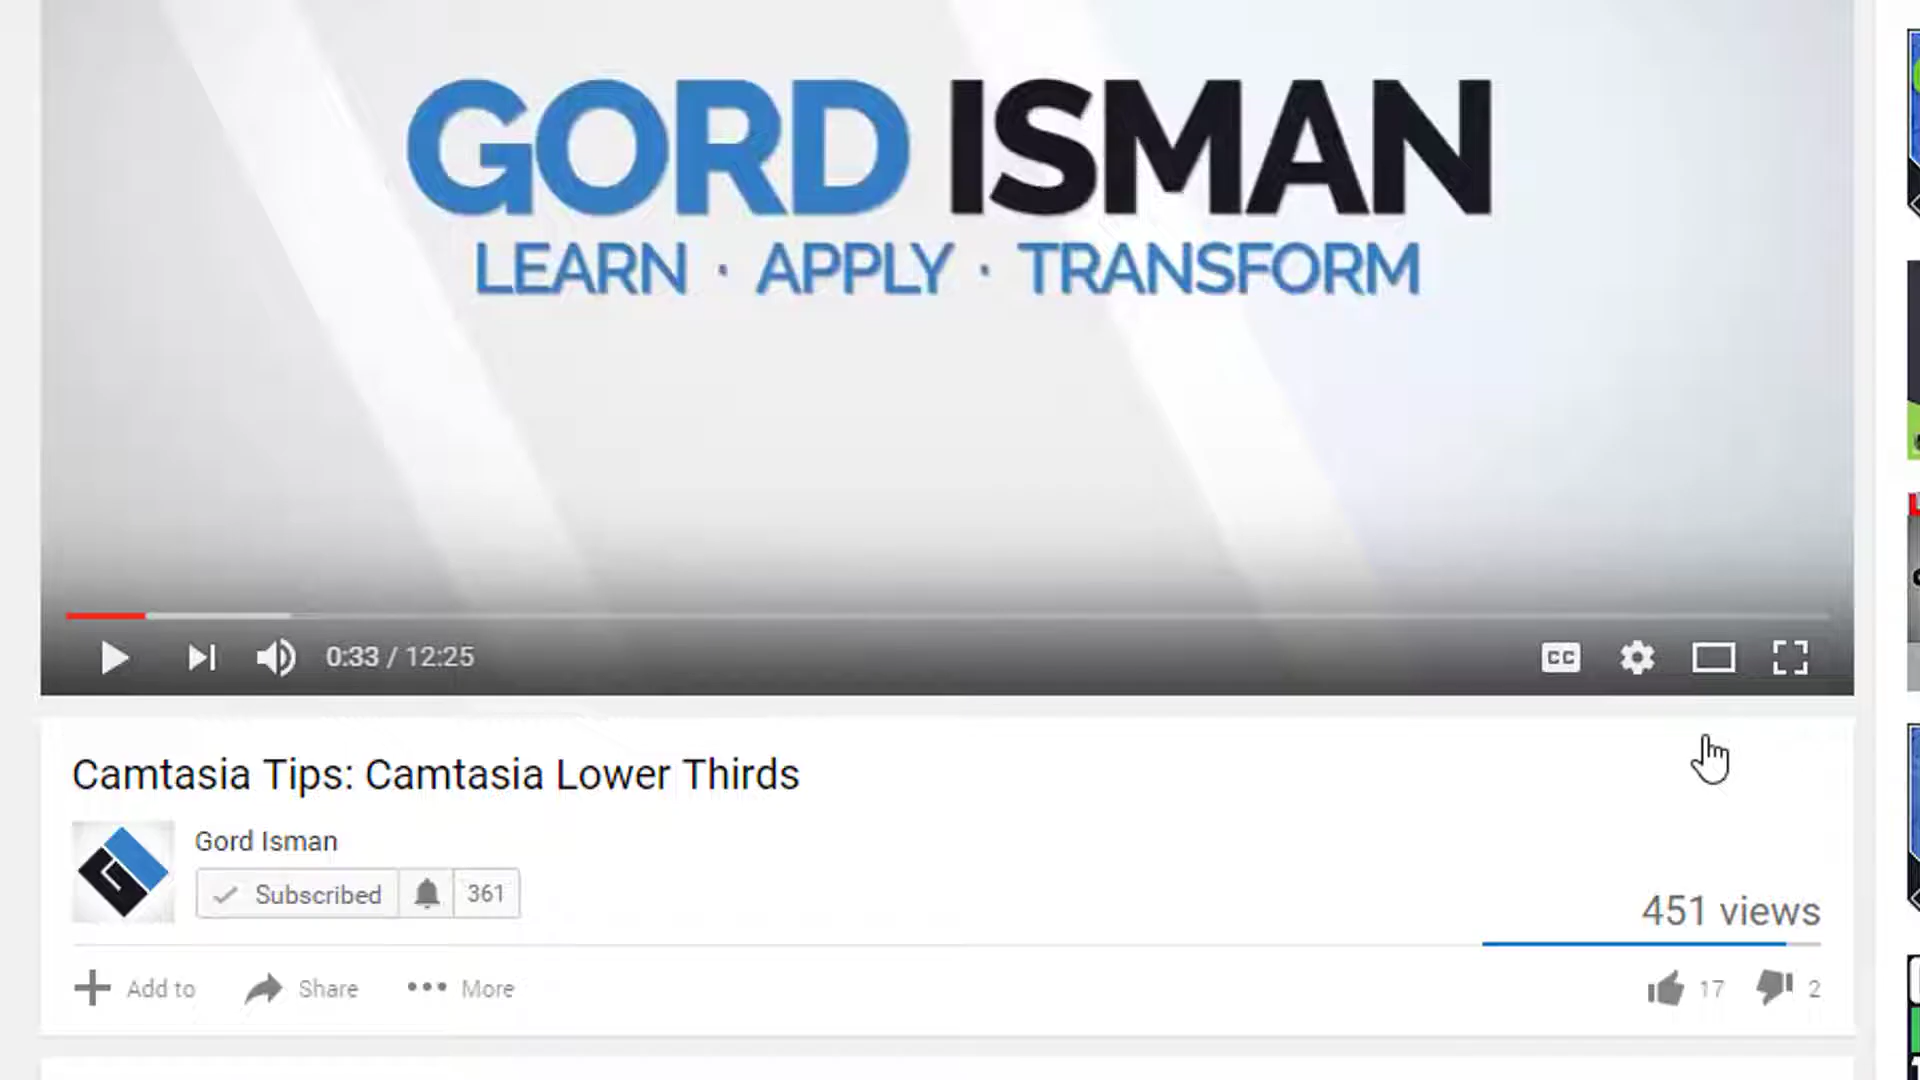 GORD ISMAN
LEARN · APPLY · TRANSFORM
0:33 / 12:25
CC
Camtasia Tips: Camtasia Lower Thirds
Gord Isman
Subscribed
361
451 views
Add to
Share
More
17
2